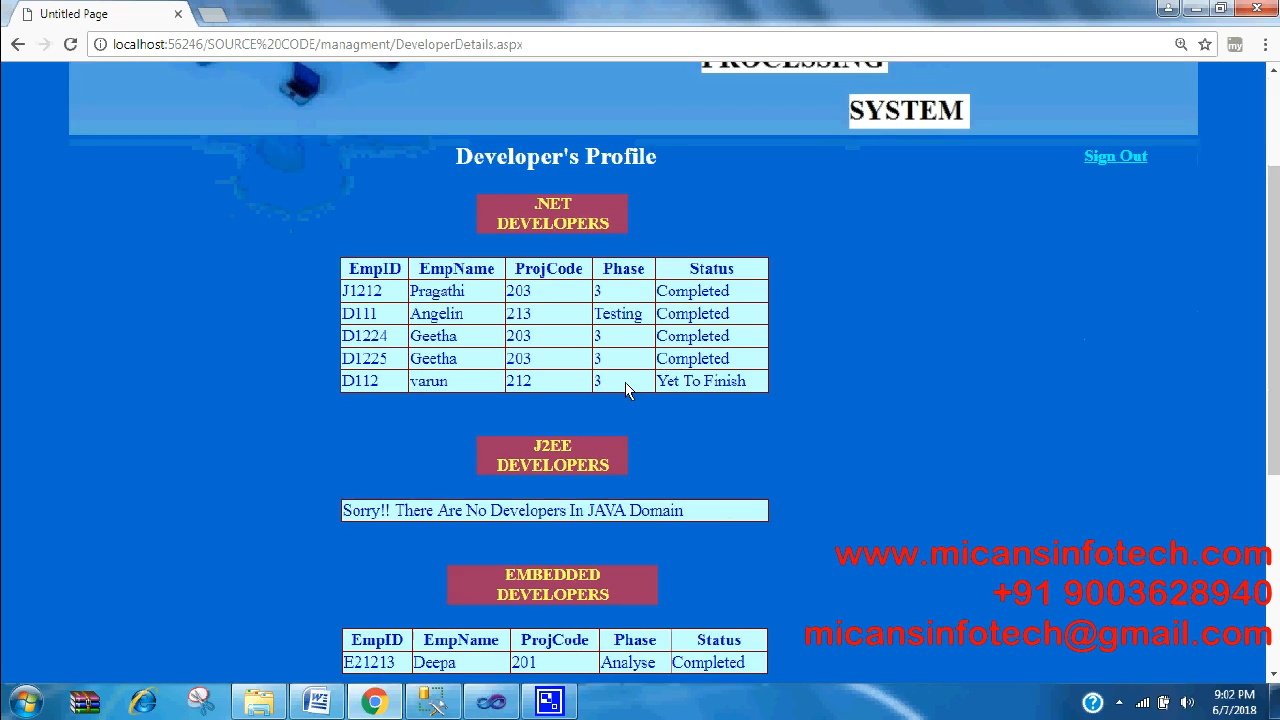 Untitled Page
localhost:56246/SOURCE%20CODE/managment/DeveloperDetails.aspx
my
PROCESSING
SYSTEM
Developer's Profile
Sign Out
.NET
DEVELOPERS
EmpID EmpName ProjCode Phase Status
J1212 Pragathi 203 3 Completed
D111 Angelin 213 Testing Completed
D1224 Geetha 203 3 Completed
D1225 Geetha 203 3 Completed
D112 varun 212 3 Yet To Finish
J2EE
DEVELOPERS
Sorry!! There Are No Developers In JAVA Domain
EMBEDDED
DEVELOPERS
EmpID EmpName ProjCode Phase Status
E21213 Deepa 201 Analyse Completed
www.micansinfotech.com
+91 9003628940
micansinfotech@gmail.com
9:02 PM
6/7/2018